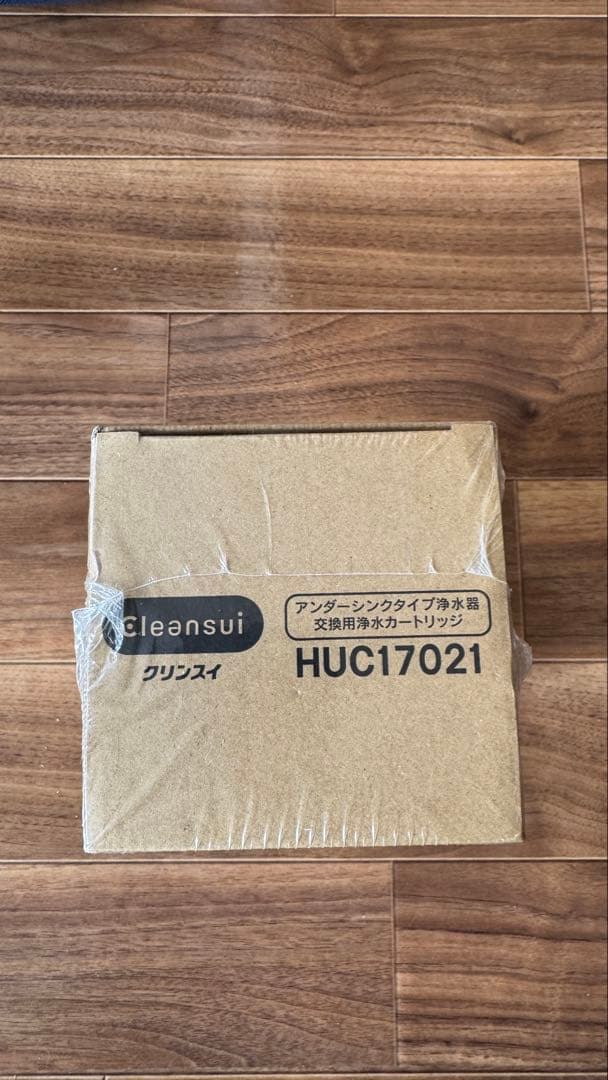 Cleansui
クリンスイ
アンダーシンクタイプ浄水器
交換用浄水カートリッジ
HUC17021